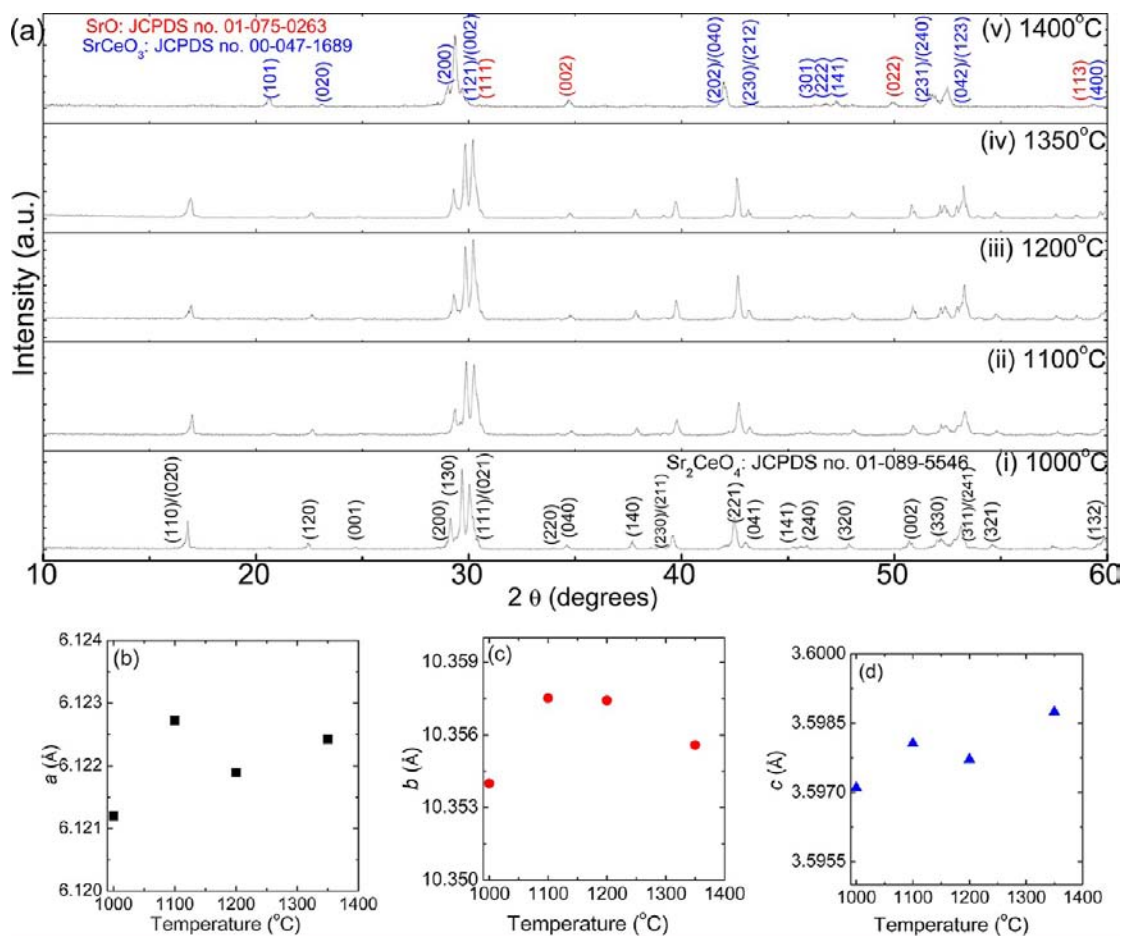 (a)
SrO: JCPDS no. 01-075-0263
SrCeO₃: JCPDS no. 00-047-1689
(v) 1400°C
(101)
(020)
(200)
(121)/(002)
(111)
(002)
(202)/(040)
(230)/(212)
(301)
(222)
(141)
(022)
(231)/(240)
(042)/(123)
(113)
(400)
(iv) 1350°C
(iii) 1200°C
(ii) 1100°C
Sr₂CeO₄: JCPDS no. 01-089-5546
(i) 1000°C
(110)/(020)
(120)
(001)
(200)
(130)
(111)/(021)
(220)
(040)
(140)
(230)/(211)
(221)
(041)
(141)
(240)
(320)
(002)
(330)
(311)/(241)
(321)
(132)
Intensity (a.u.)
10 20 30 40 50 60
2 θ (degrees)
(b)
6.124
6.123
6.122
6.121
6.120
a (Å)
1000 1100 1200 1300 1400
Temperature (°C)
(c)
10.359
10.356
10.353
10.350
b (Å)
1000 1100 1200 1300 1400
Temperature (°C)
(d)
3.6000
3.5985
3.5970
3.5955
c (Å)
1000 1100 1200 1300 1400
Temperature (°C)